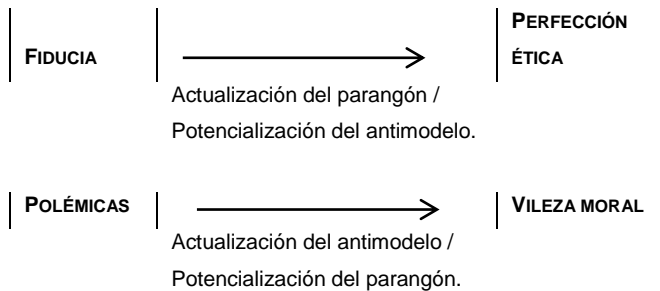 FIDUCIA
PERFECCIÓN
ÉTICA
Actualización del parangón /
Potencialización del antimodelo.
POLÉMICAS
VILEZA MORAL
Actualización del antimodelo /
Potencialización del parangón.